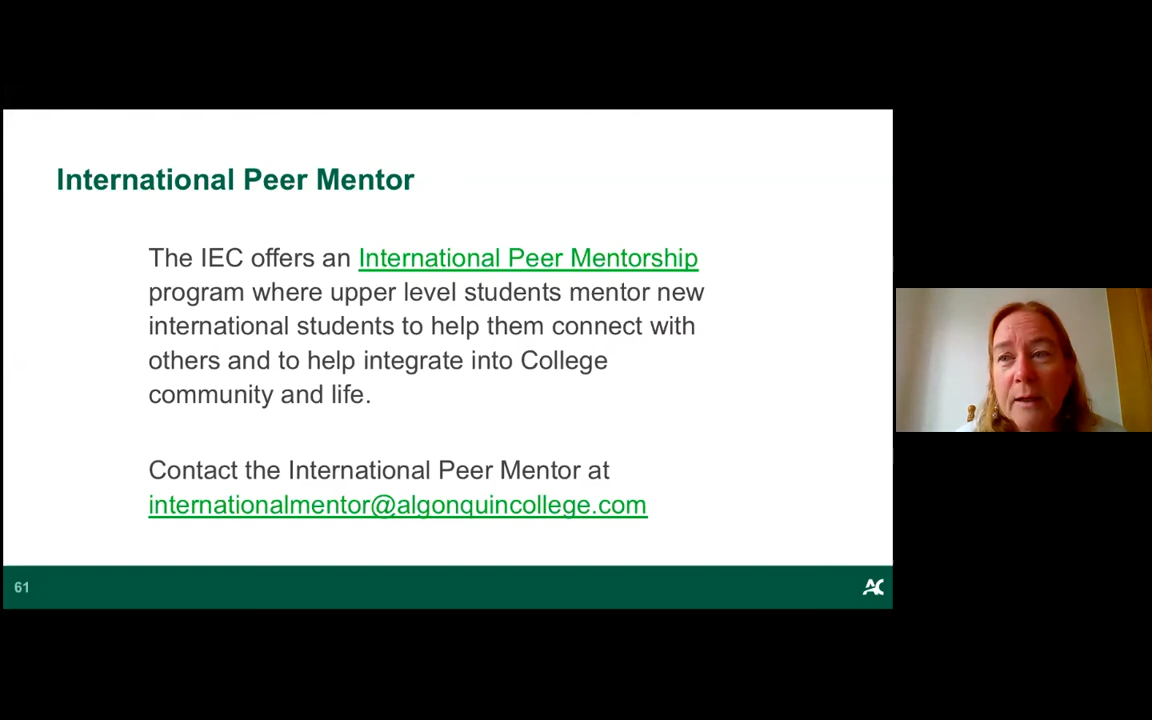 International Peer Mentor
The IEC offers an International Peer Mentorship
program where upper level students mentor new
international students to help them connect with
others and to help integrate into College
community and life.
Contact the International Peer Mentor at
internationalmentor@algonquincollege.com
61
AC